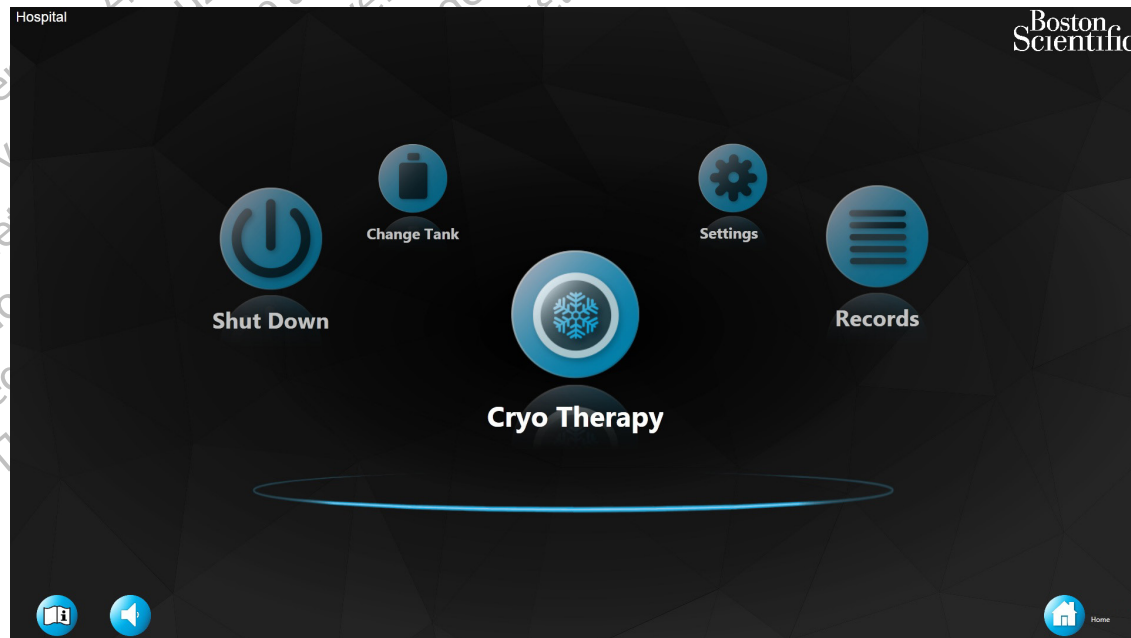 Hospital
Boston
Scientific
Change Tank
Settings
Shut Down
Records
Cryo Therapy
i
Home